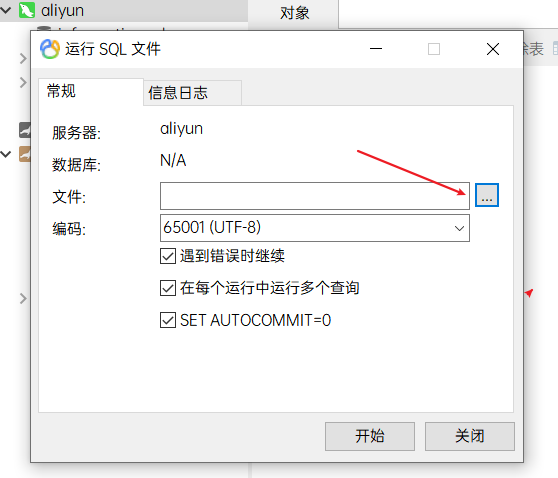 aliyun
对象
运行 SQL 文件
除表
常规
信息日志
服务器:
aliyun
数据库:
N/A
文件:
...
编码:
65001 (UTF-8)
遇到错误时继续
在每个运行中运行多个查询
SET AUTOCOMMIT=0
开始
关闭